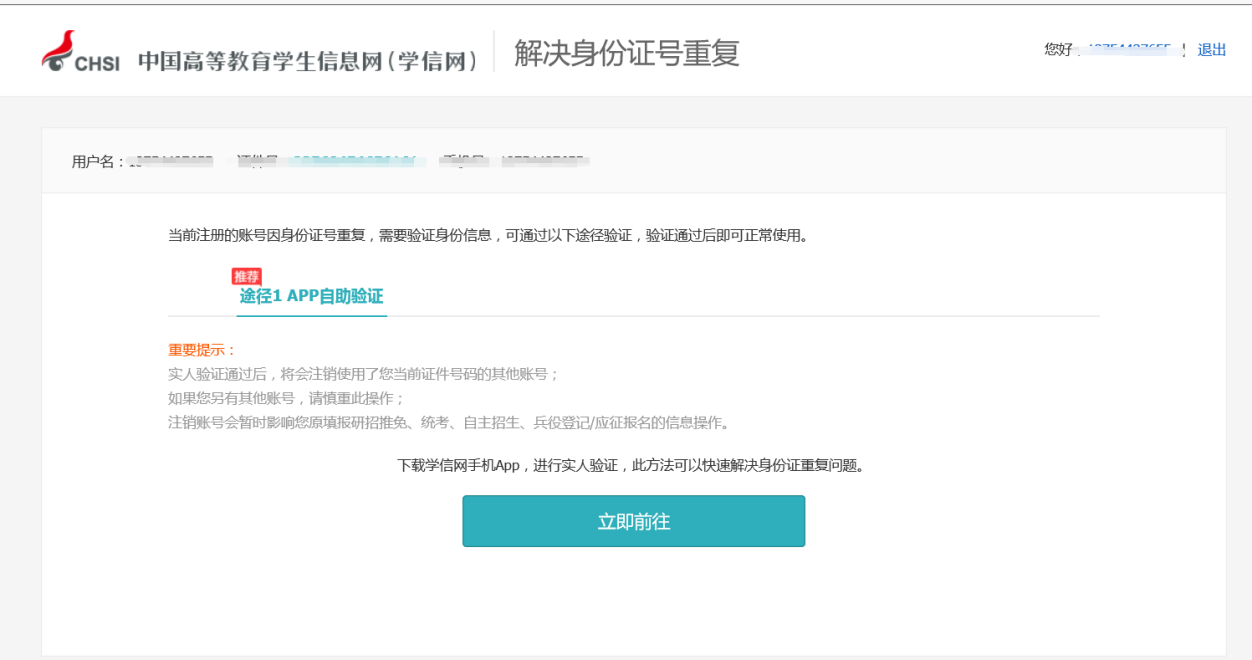 CHSI 中国高等教育学生信息网(学信网) 解决身份证号重复
您好 ! 退出
用户名:
当前注册的账号因身份证号重复,需要验证身份信息,可通过以下途径验证,验证通过后即可正常使用。
推荐
途径1 APP自助验证
重要提示:
实人验证通过后,将会注销使用了您当前证件号码的其他账号;
如果您另有其他账号,请慎重此操作;
注销账号会暂时影响您原填报研招推免、统考、自主招生、兵役登记/应征报名的信息操作。
下载学信网手机App,进行实人验证,此方法可以快速解决身份证重复问题。
立即前往